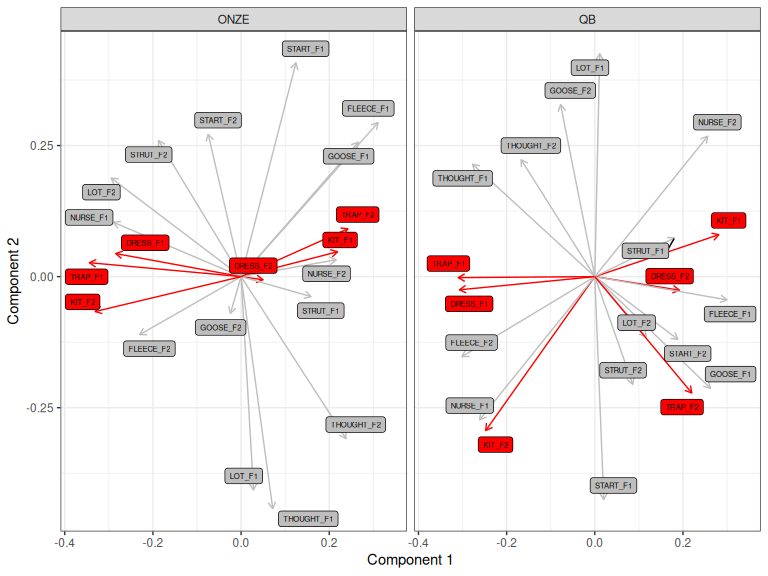 ONZE
QB
Component 2
0.25
0.00
-0.25
START_F1
FLEECE_F1
START_F2
STRUT_F2
GOOSE_F1
LOT_F2
NURSE_F1
TRAP_F2
KIT_F1
DRESS_F1
DRESS_F2
TRAP_F1
NURSE_F2
KIT_F2
STRUT_F1
GOOSE_F2
FLEECE_F2
THOUGHT_F2
LOT_F1
THOUGHT_F1
LOT_F1
GOOSE_F2
NURSE_F2
THOUGHT_F2
THOUGHT_F1
KIT_F1
STRUT_F1
TRAP_F1
DRESS_F2
DRESS_F1
FLEECE_F1
LOT_F2
FLEECE_F2
START_F2
STRUT_F2
GOOSE_F1
NURSE_F1
TRAP_F2
KIT_F2
START_F1
-0.4
-0.2
0.0
0.2
-0.4
-0.2
0.0
0.2
Component 1